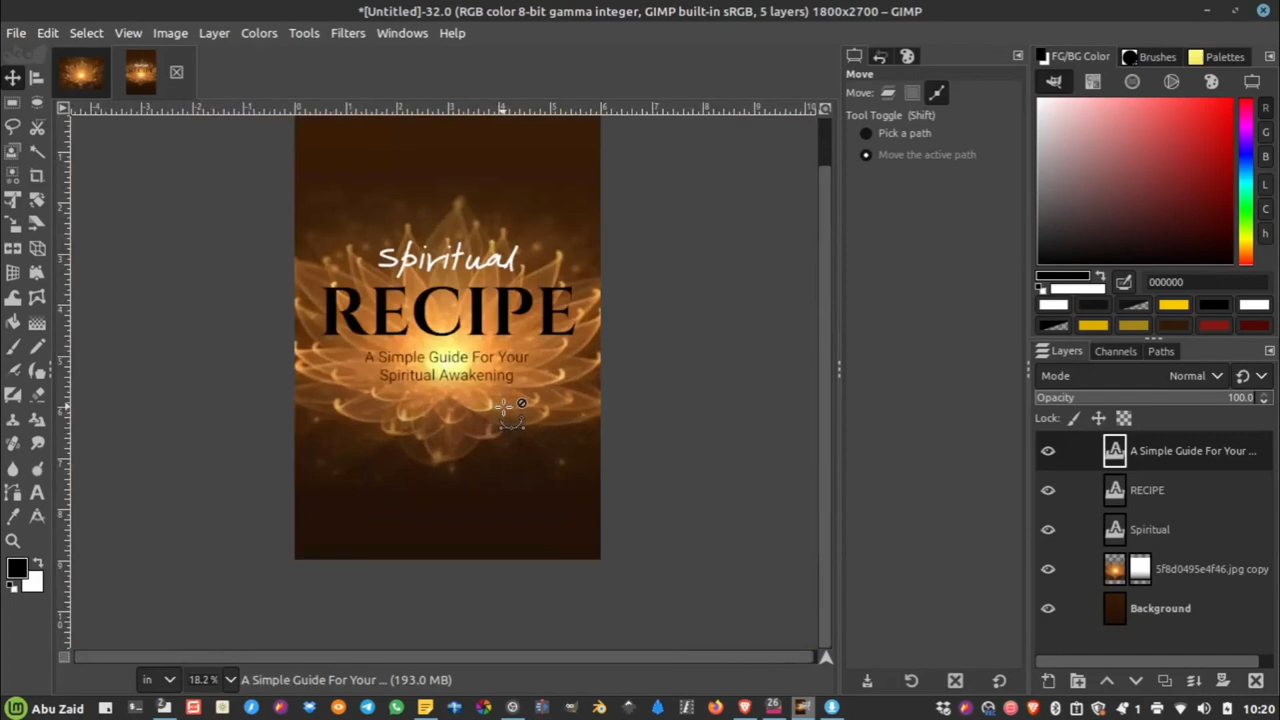 *[Untitled]-32.0 (RGB color 8-bit gamma integer, GIMP built-in sRGB, 5 layers) 1800x2700 – GIMP
File Edit Select View Image Layer Colors Tools Filters Windows Help
Move
Move:
Tool Toggle (Shift)
Pick a path
Move the active path
FG/BG Color Brushes Palettes
R
G
B
L
C
h
000000
Layers Channels Paths
Mode Normal
Opacity 100.0
Lock:
A Simple Guide For Your ...
RECIPE
Spiritual
5f8d0495e4f46.jpg copy
Background
Spiritual
RECIPE
A Simple Guide For Your
Spiritual Awakening
in 18.2% A Simple Guide For Your ... (193.0 MB)
Abu Zaid
10:20